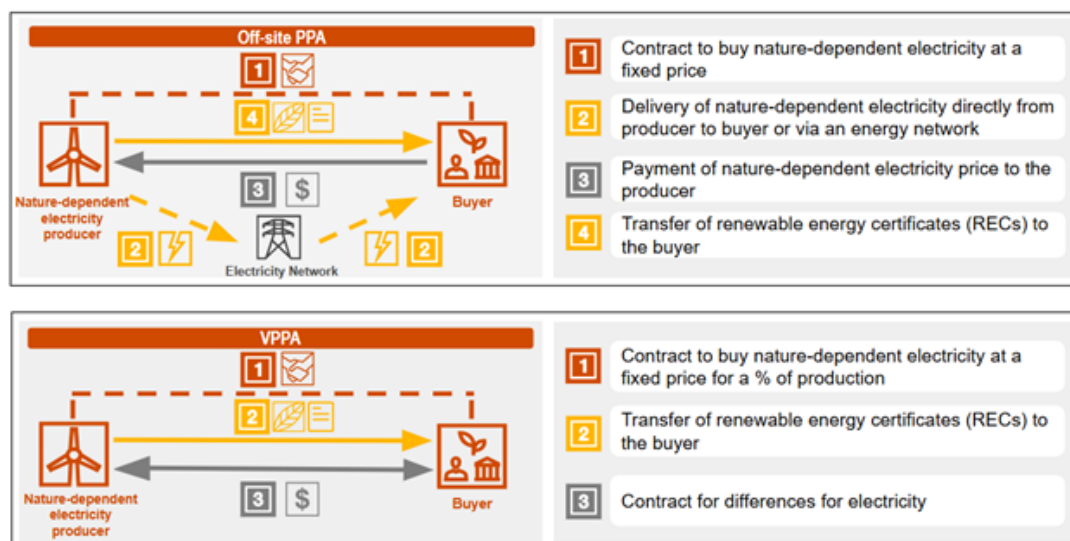 Off-site PPA
1
4
Nature-dependent
electricity
producer
3
$
Buyer
2
2
Electricity Network
1
Contract to buy nature-dependent electricity at a
fixed price
2
Delivery of nature-dependent electricity directly from
producer to buyer or via an energy network
3
Payment of nature-dependent electricity price to the
producer
4
Transfer of renewable energy certificates (RECs) to
the buyer
VPPA
1
2
Nature-dependent
electricity
producer
3
$
Buyer
1
Contract to buy nature-dependent electricity at a
fixed price for a % of production
2
Transfer of renewable energy certificates (RECs) to
the buyer
3
Contract for differences for electricity